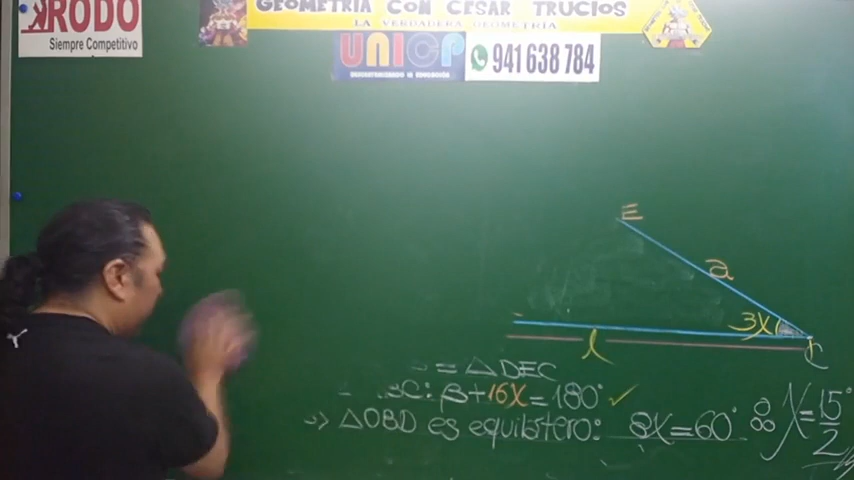 RODO
Siempre Competitivo
GEOMETRIA CON CESAR TRUCIOS
LA VERDADERA GEOMETRIA
UNICP
941 638 784
E
a
3X
l
C
= △DEC
BC: β+16X=180° ✓
△OBD es equilátero: 8X=60° ∴ X=15°/2